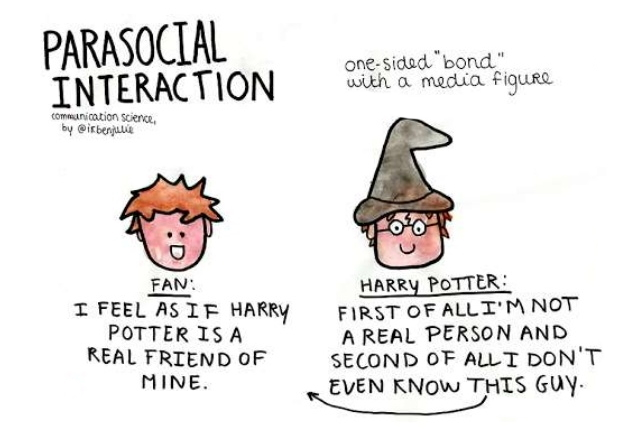 PARASOCIAL
INTERACTION
communication science,
by @ikbenjulie
one-sided "bond"
with a media figure
FAN:
I FEEL AS IF HARRY
POTTER IS A
REAL FRIEND OF
MINE.
HARRY POTTER:
FIRST OF ALL I'M NOT
A REAL PERSON AND
SECOND OF ALL I DON'T
EVEN KNOW THIS GUY.